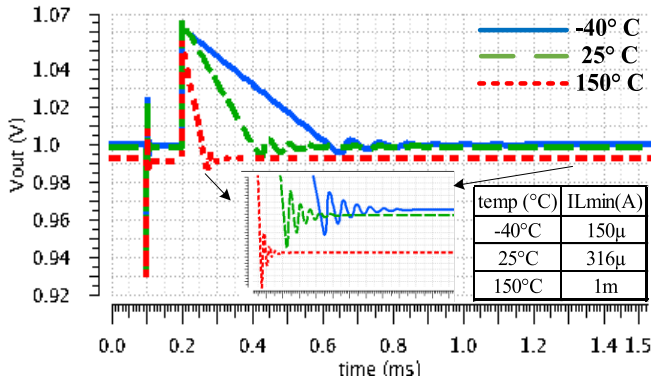 1.07
1.04
1.02
1.0
0.98
0.96
0.94
0.92
Vout (V)
-40° C
25° C
150° C
temp (°C) ILmin(A)
-40°C 150μ
25°C 316μ
150°C 1m
0.0 0.2 0.4 0.6 0.8 1.0 1.2 1.4 1.5
time (ms)